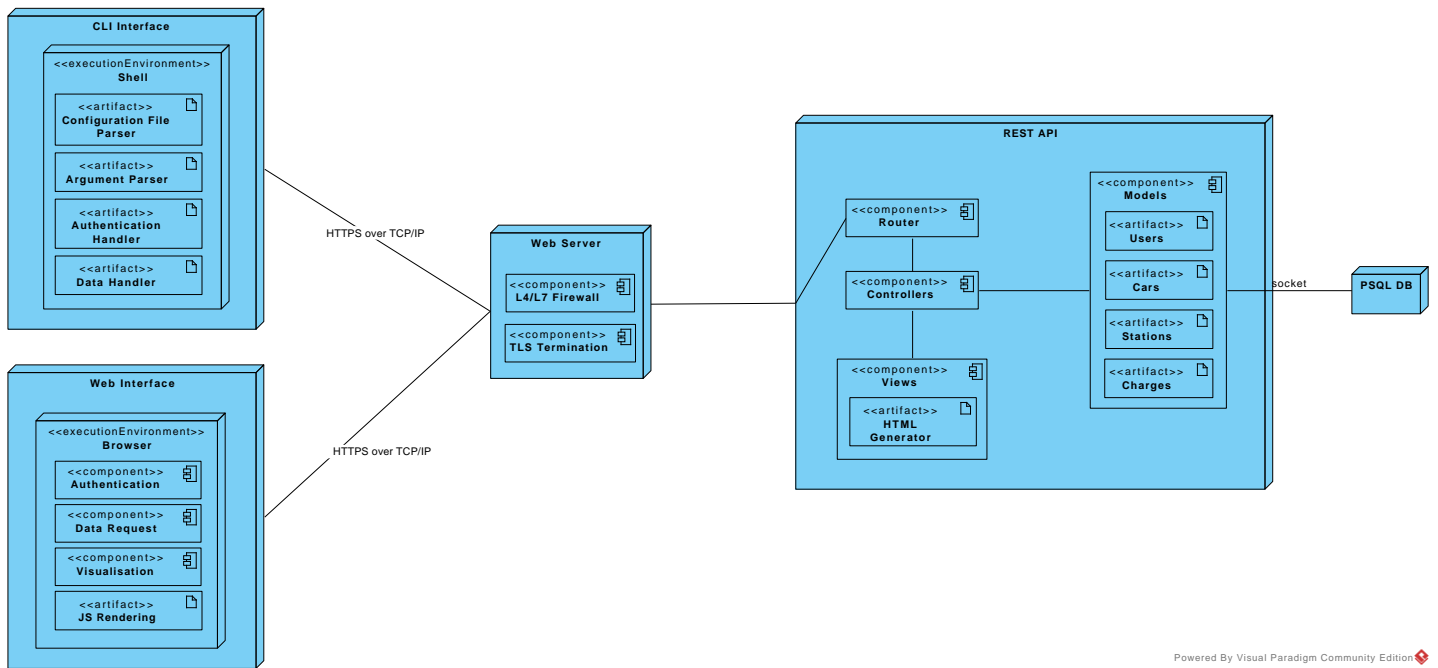 CLI Interface
<<executionEnvironment>>
Shell
<<artifact>>
Configuration File
Parser
<<artifact>>
Argument Parser
<<artifact>>
Authentication
Handler
<<artifact>>
Data Handler
Web Interface
<<executionEnvironment>>
Browser
<<component>>
Authentication
<<component>>
Data Request
<<component>>
Visualisation
<<artifact>>
JS Rendering
HTTPS over TCP/IP
HTTPS over TCP/IP
Web Server
<<component>>
L4/L7 Firewall
<<component>>
TLS Termination
REST API
<<component>>
Router
<<component>>
Controllers
<<component>>
Views
<<artifact>>
HTML
Generator
<<component>>
Models
<<artifact>>
Users
<<artifact>>
Cars
<<artifact>>
Stations
<<artifact>>
Charges
socket
PSQL DB
Powered By Visual Paradigm Community Edition